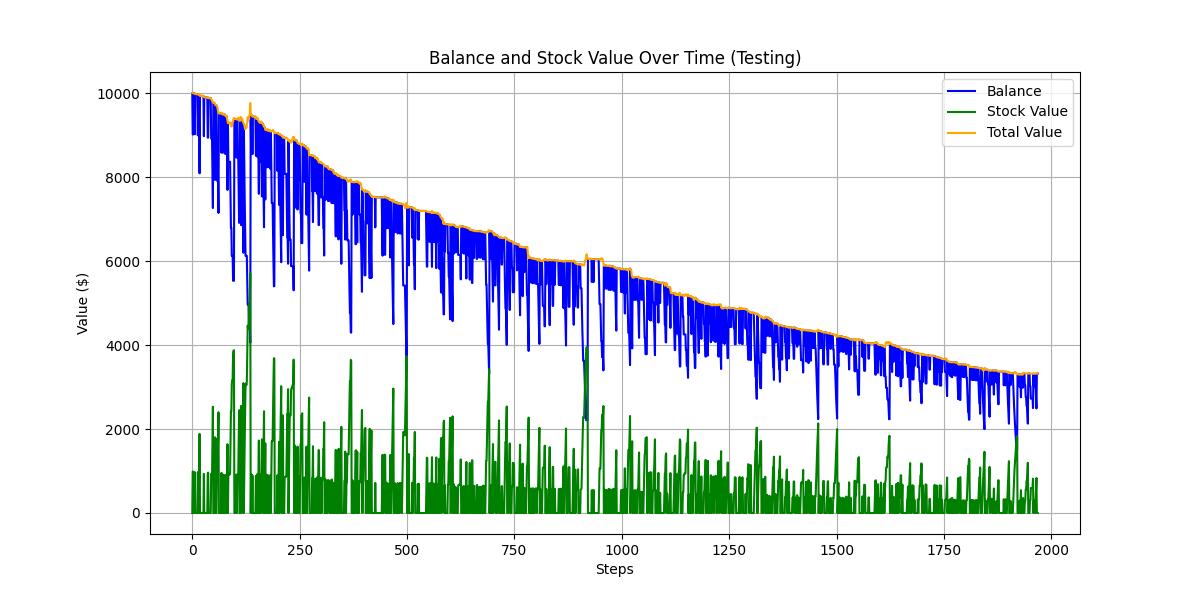 Balance and Stock Value Over Time (Testing)
Balance
Stock Value
Total Value
Value ($)
10000
8000
6000
4000
2000
0
0 250 500 750 1000 1250 1500 1750 2000
Steps